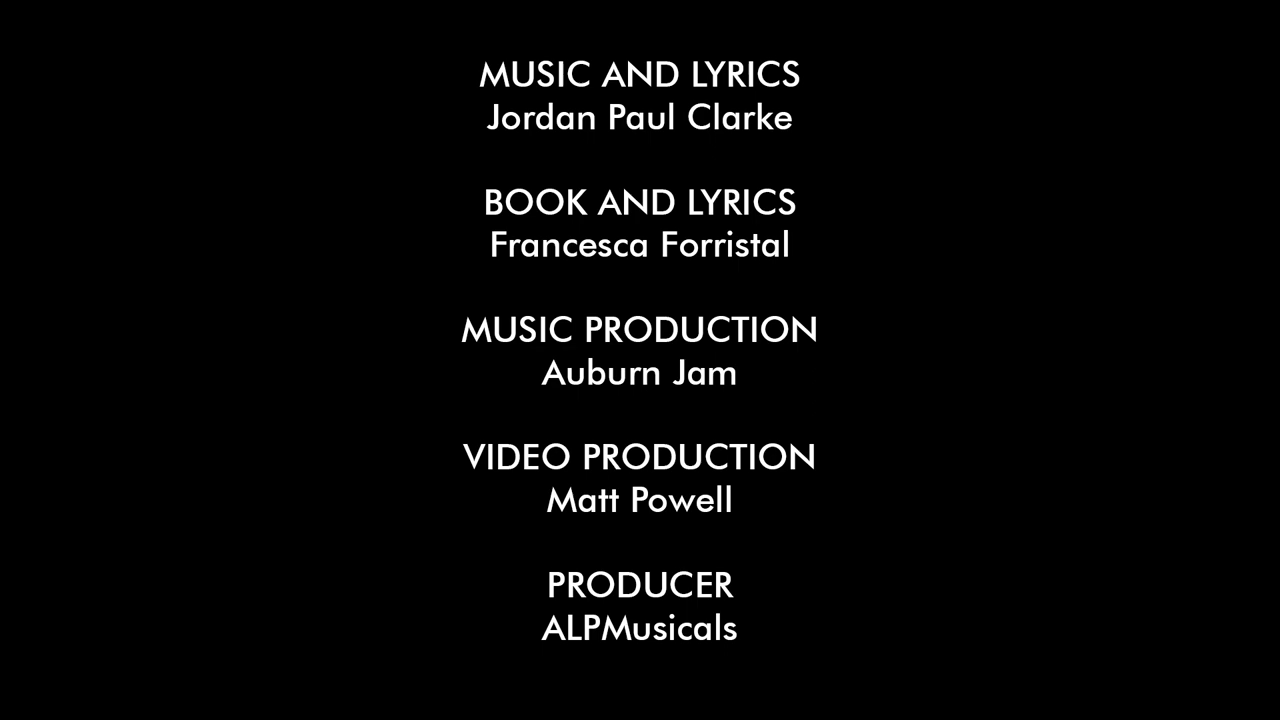 MUSIC AND LYRICS
Jordan Paul Clarke
BOOK AND LYRICS
Francesca Forristal
MUSIC PRODUCTION
Auburn Jam
VIDEO PRODUCTION
Matt Powell
PRODUCER
ALPMusicals